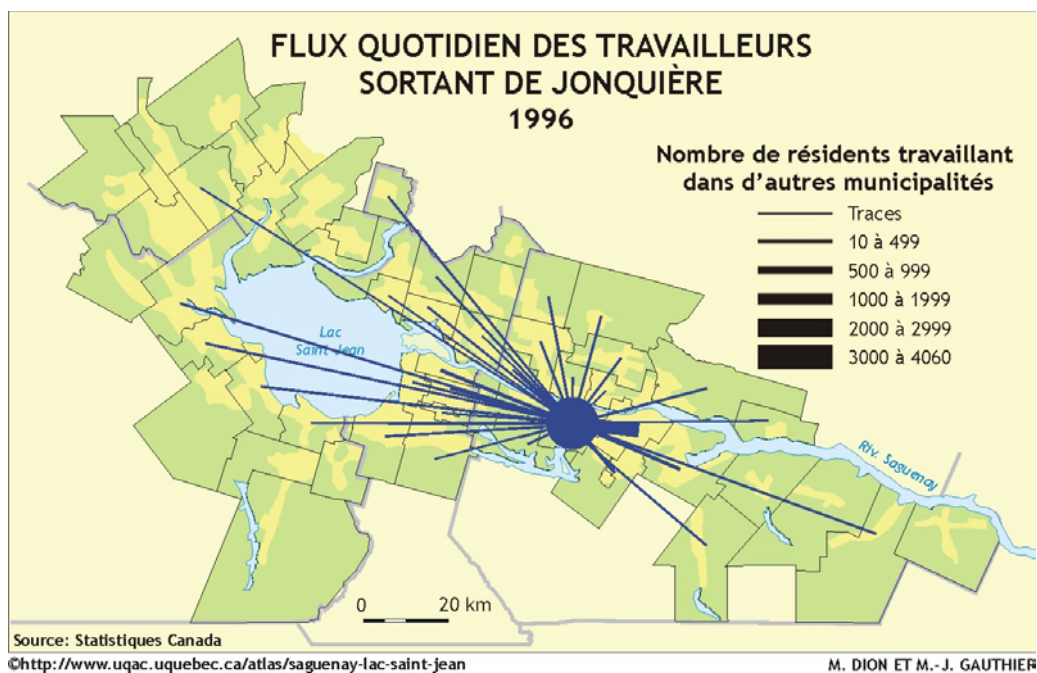 FLUX QUOTIDIEN DES TRAVAILLEURS
SORTANT DE JONQUIÈRE
1996
Nombre de résidents travaillant
dans d'autres municipalités
Traces
10 à 499
500 à 999
1000 à 1999
2000 à 2999
3000 à 4060
Lac
Saint-Jean
Riv. Saguenay
0 20 km
Source: Statistiques Canada
©http://www.uqac.uquebec.ca/atlas/saguenay-lac-saint-jean
M. DION ET M.-J. GAUTHIER